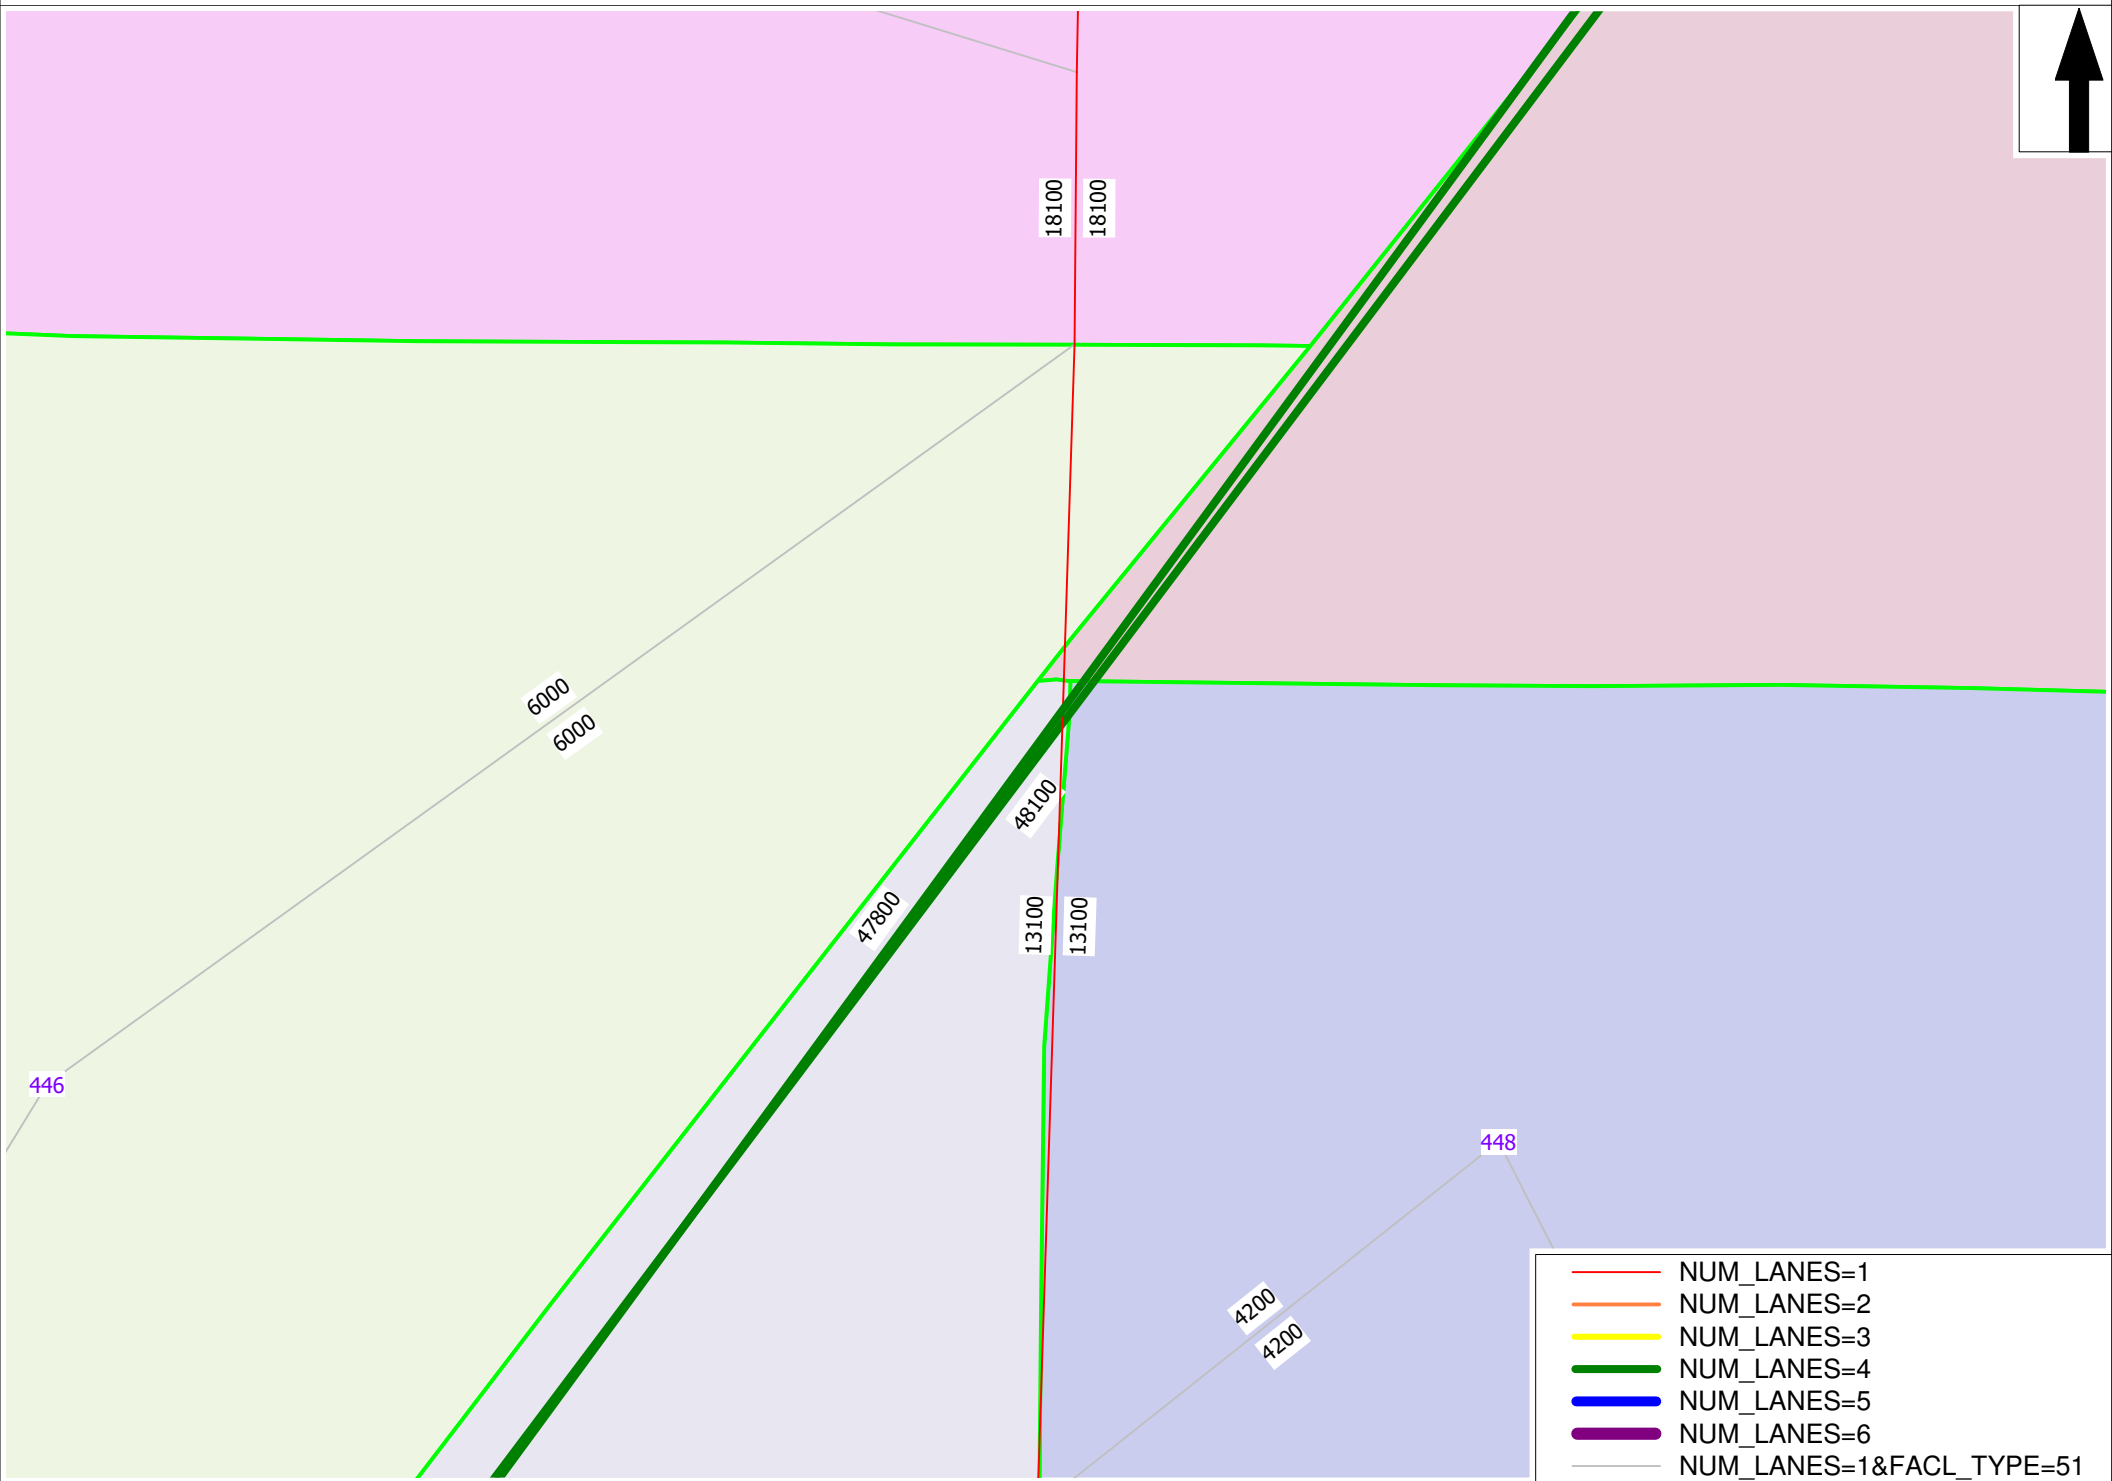 18100
18100
6000
6000
48100
47800
13100
13100
446
448
4200
4200
NUM_LANES=1
NUM_LANES=2
NUM_LANES=3
NUM_LANES=4
NUM_LANES=5
NUM_LANES=6
NUM_LANES=1&FACL_TYPE=51